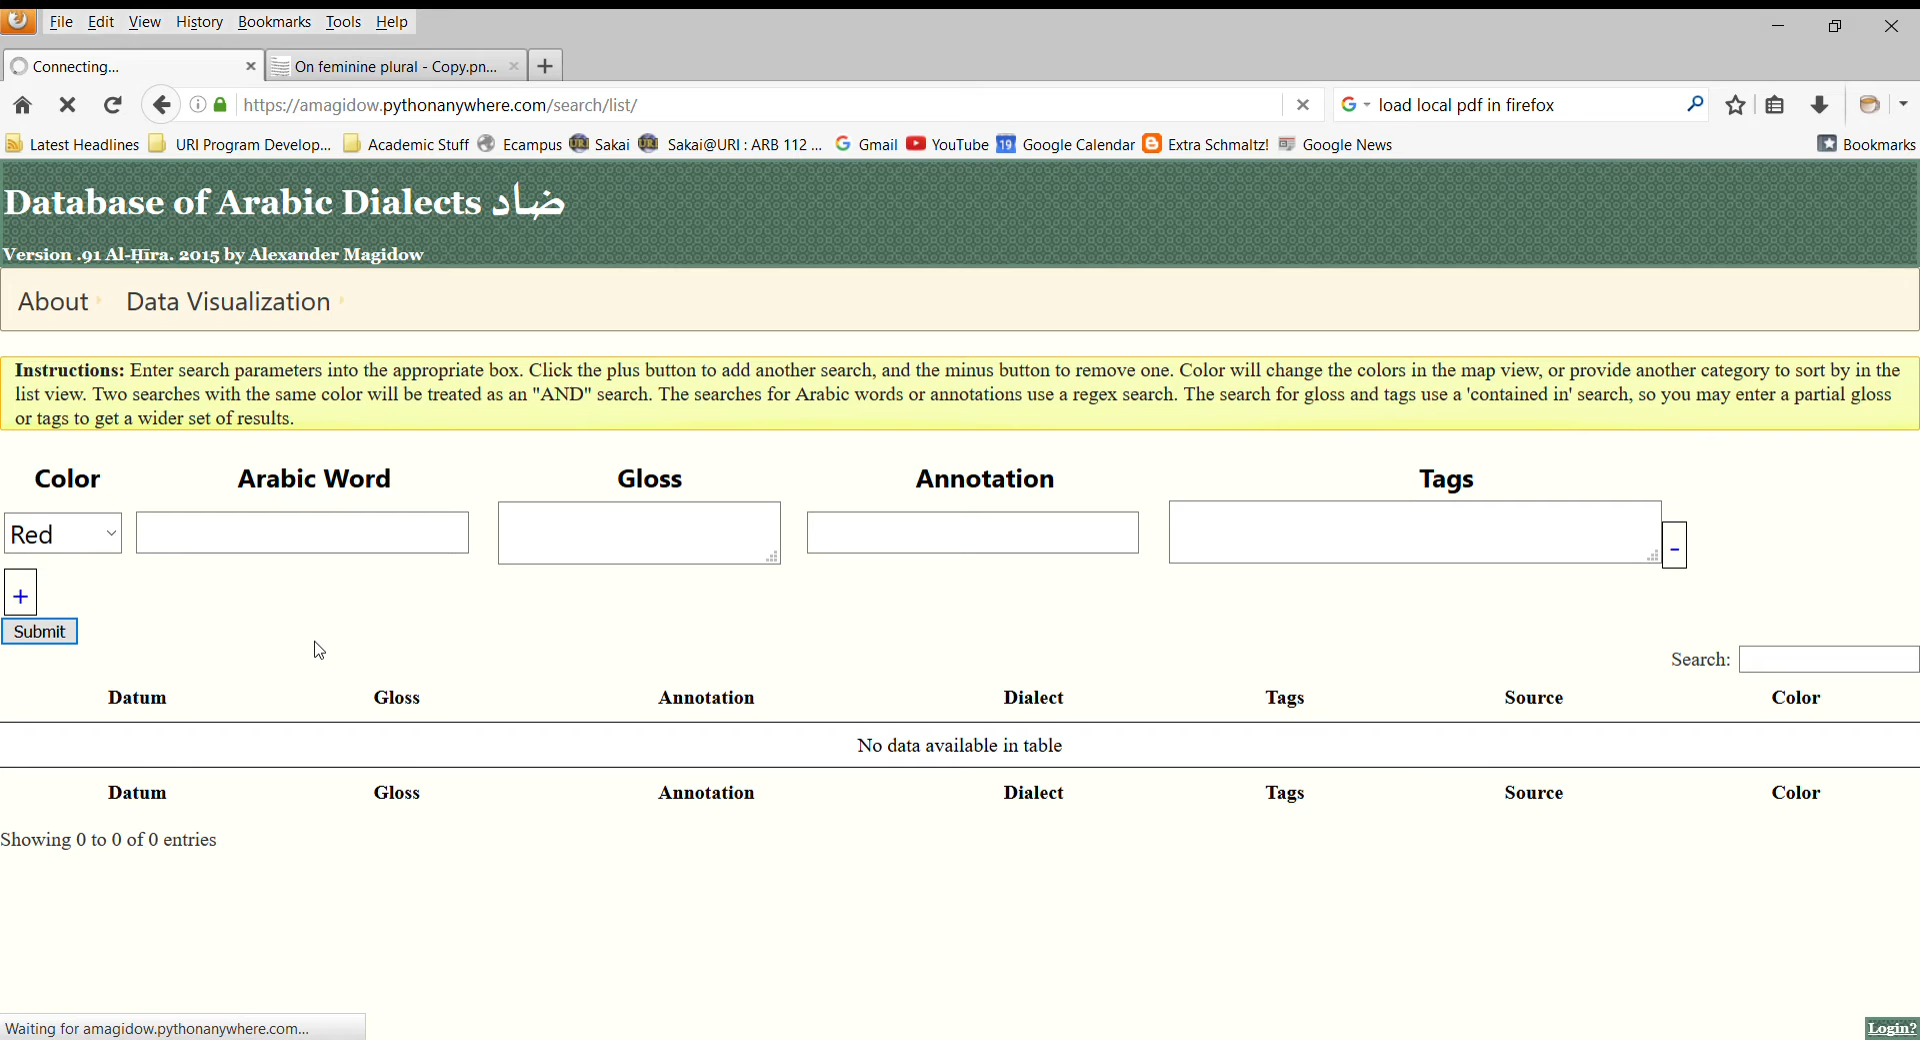 File Edit View History Bookmarks Tools Help
Connecting... On feminine plural - Copy.pn...
https://amagidow.pythonanywhere.com/search/list/ load local pdf in firefox
Latest Headlines URI Program Develop... Academic Stuff Ecampus Sakai Sakai@URI : ARB 112 ... Gmail YouTube 19 Google Calendar Extra Schmaltz! Google News Bookmarks
Database of Arabic Dialects ضاد
Version .91 Al-Ḥīra. 2015 by Alexander Magidow
About Data Visualization
Instructions: Enter search parameters into the appropriate box. Click the plus button to add another search, and the minus button to remove one. Color will change the colors in the map view, or provide another category to sort by in the
list view. Two searches with the same color will be treated as an "AND" search. The searches for Arabic words or annotations use a regex search. The search for gloss and tags use a 'contained in' search, so you may enter a partial gloss
or tags to get a wider set of results.
Color Arabic Word Gloss Annotation Tags
Red -
+
Submit
Search:
Datum Gloss Annotation Dialect Tags Source Color
No data available in table
Datum Gloss Annotation Dialect Tags Source Color
Showing 0 to 0 of 0 entries
Waiting for amagidow.pythonanywhere.com...
Login?